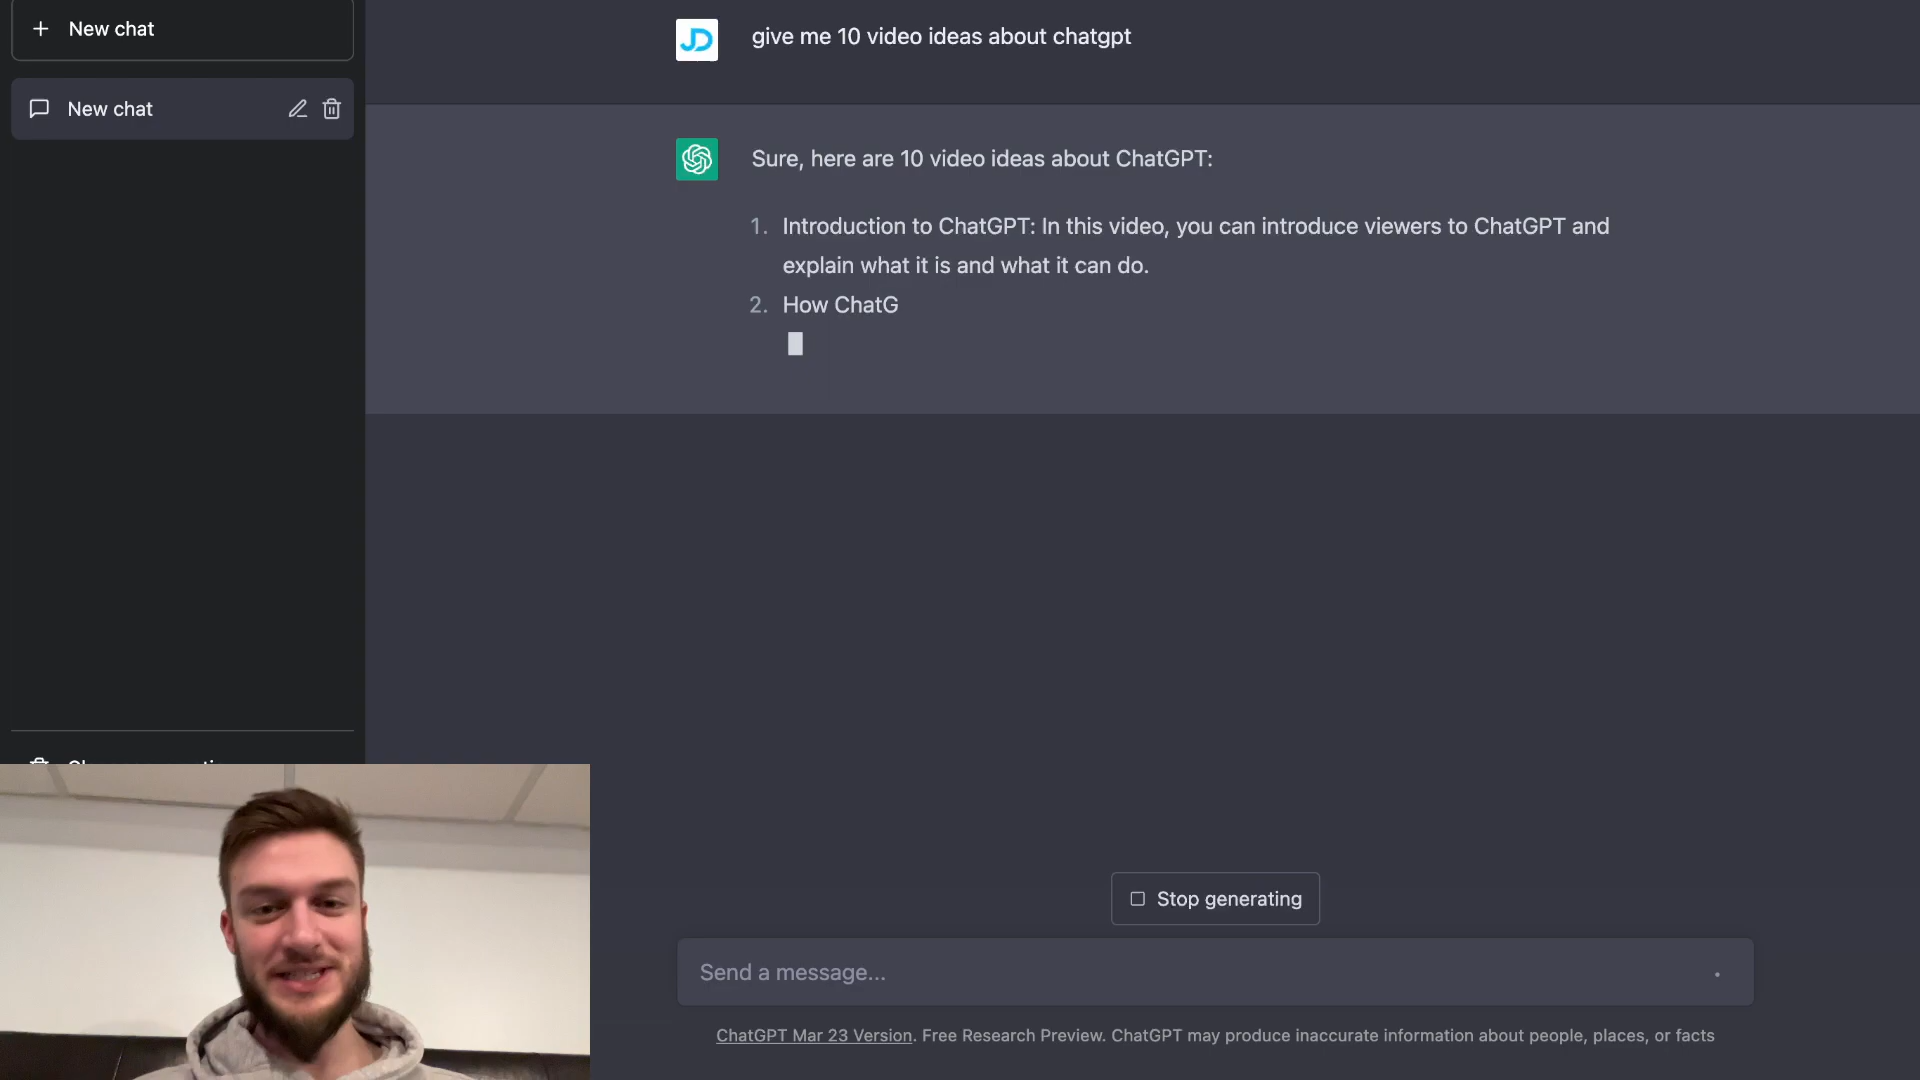 New chat
New chat
JD
give me 10 video ideas about chatgpt
Sure, here are 10 video ideas about ChatGPT:
1. Introduction to ChatGPT: In this video, you can introduce viewers to ChatGPT and
explain what it is and what it can do.
2. How ChatG
Stop generating
Send a message...
ChatGPT Mar 23 Version. Free Research Preview. ChatGPT may produce inaccurate information about people, places, or facts